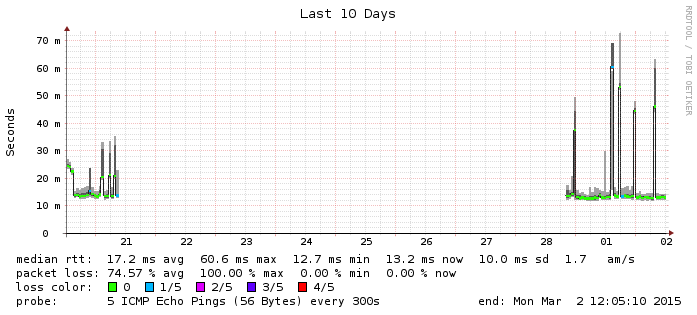 Last 10 Days
RRDTOOL / TOBI OETIKER
Seconds
70 m
60 m
50 m
40 m
30 m
20 m
10 m
0
21 22 23 24 25 26 27 28 01 02
median rtt: 17.2 ms avg 60.6 ms max 12.7 ms min 13.2 ms now 10.0 ms sd 1.7 am/s
packet loss: 74.57 % avg 100.00 % max 0.00 % min 0.00 % now
loss color: 0 1/5 2/5 3/5 4/5
probe: 5 ICMP Echo Pings (56 Bytes) every 300s end: Mon Mar 2 12:05:10 2015